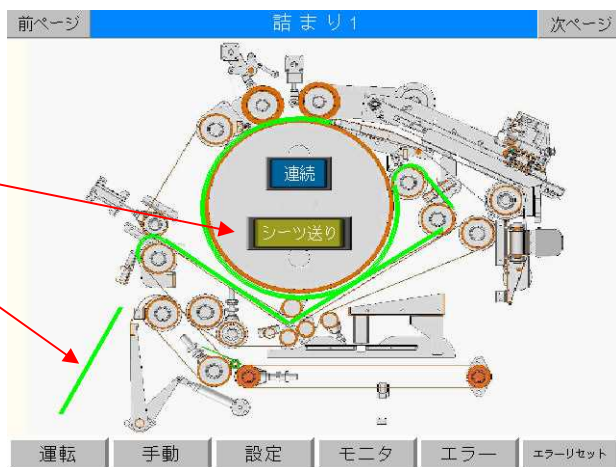 前ページ
詰まり1
次ページ
連続
シーツ送り
運転
手動
設定
モニタ
エラー
エラーリセット